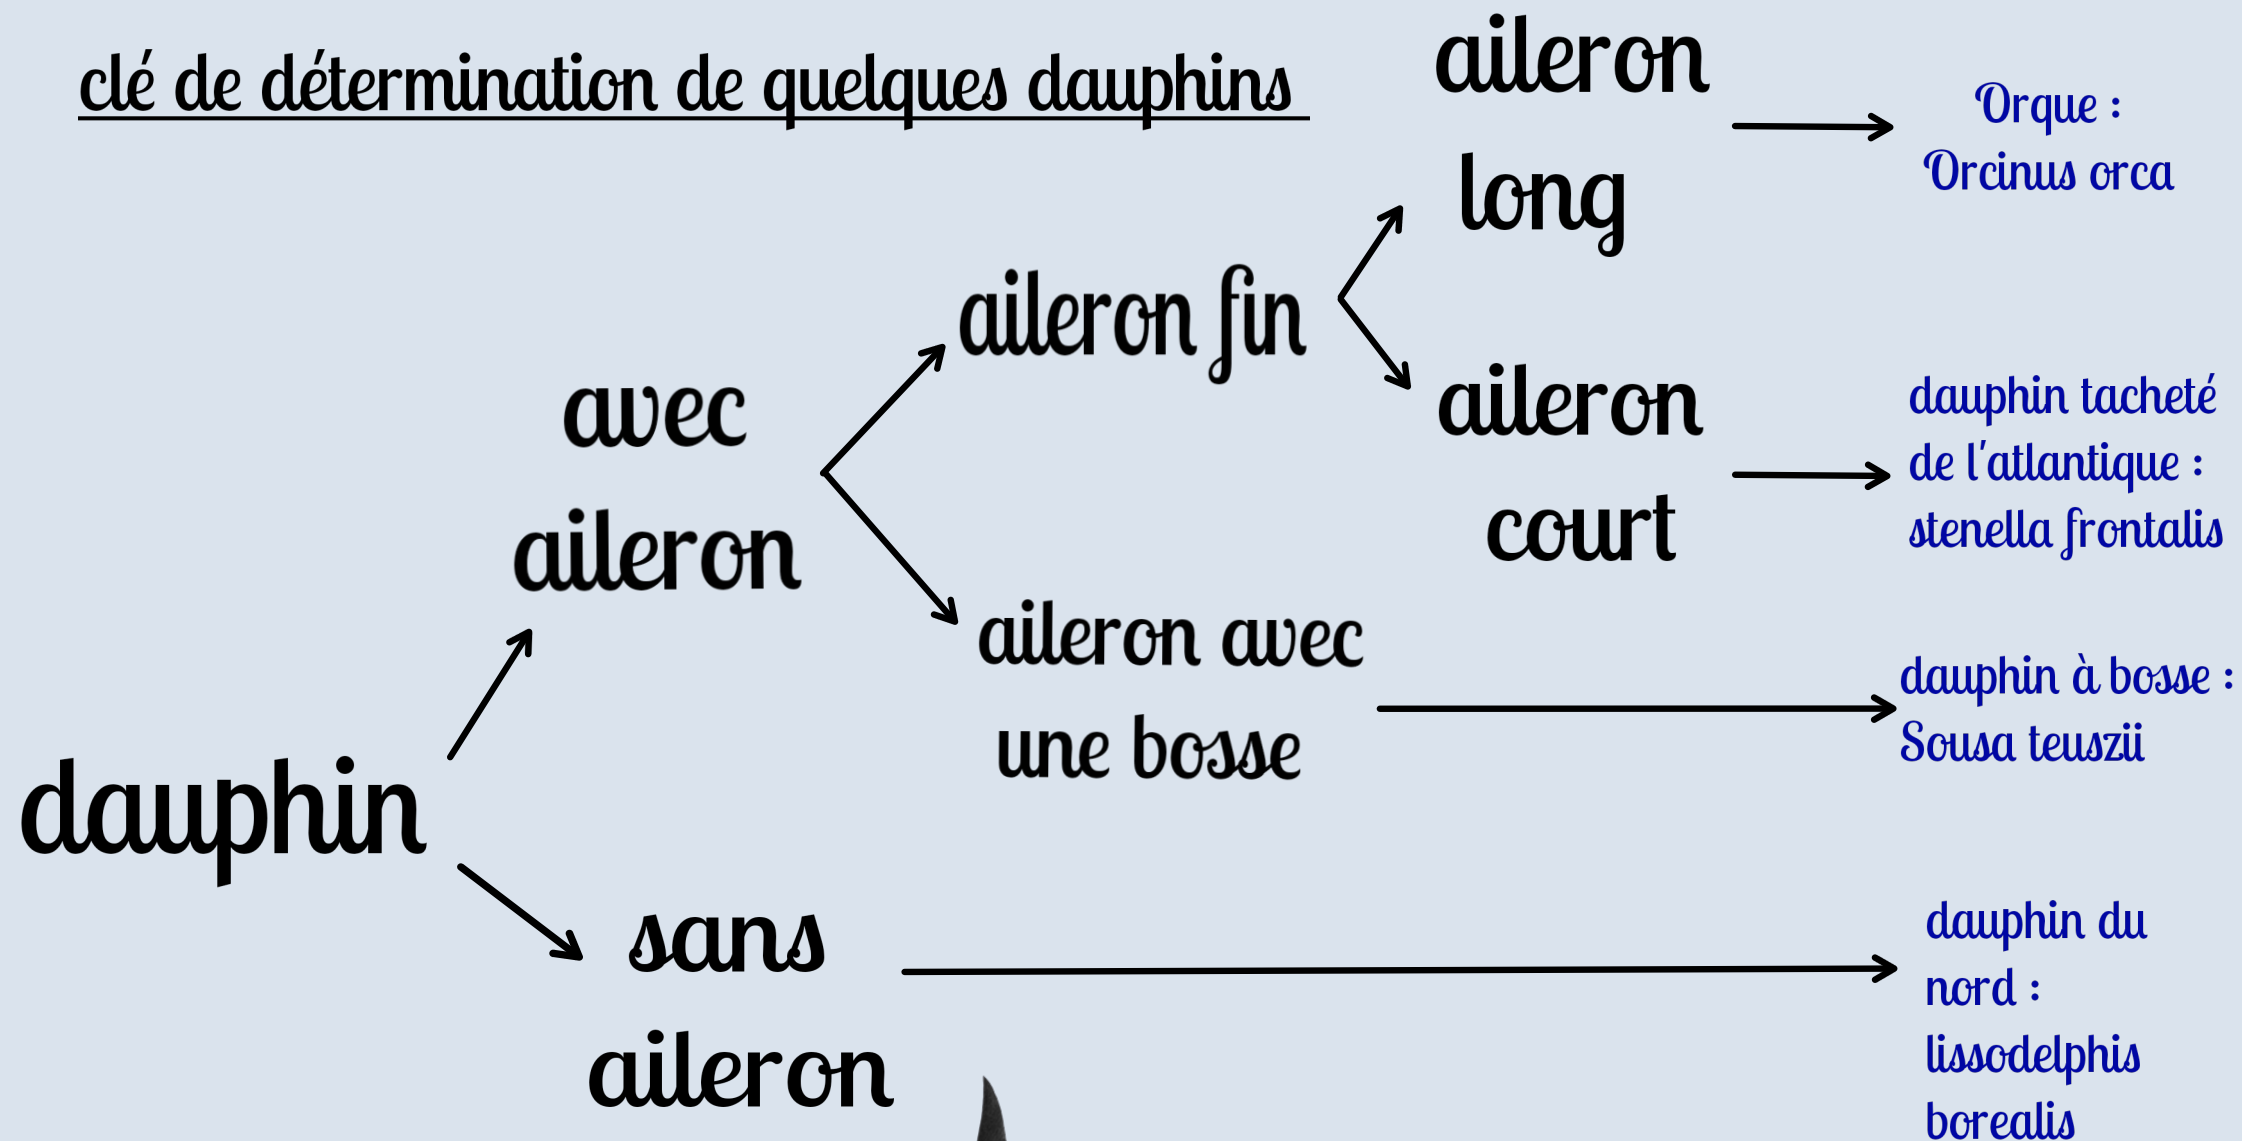 clé de détermination de quelques dauphins
aileron
long
Orque :
Orcinus orca
aileron fin
avec
aileron
aileron
court
dauphin tacheté
de l'atlantique :
stenella frontalis
aileron avec
une bosse
dauphin à bosse :
Sousa teuszii
dauphin
sans
aileron
dauphin du
nord :
lissodelphis
borealis